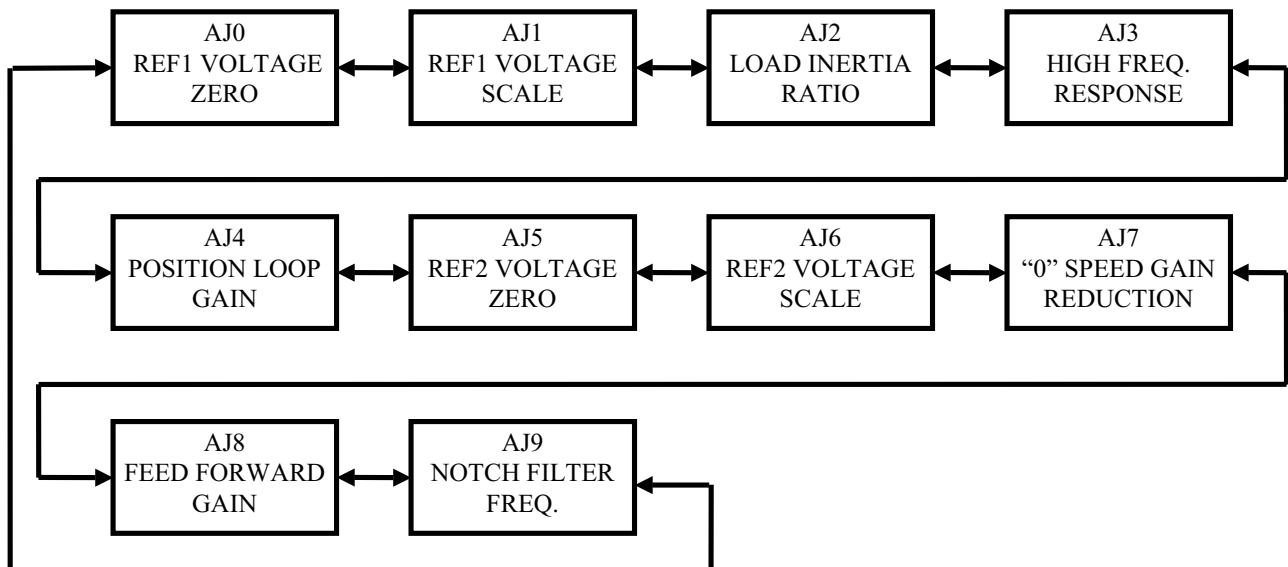 AJ0
REF1 VOLTAGE
ZERO
AJ1
REF1 VOLTAGE
SCALE
AJ2
LOAD INERTIA
RATIO
AJ3
HIGH FREQ.
RESPONSE
AJ4
POSITION LOOP
GAIN
AJ5
REF2 VOLTAGE
ZERO
AJ6
REF2 VOLTAGE
SCALE
AJ7
“0” SPEED GAIN
REDUCTION
AJ8
FEED FORWARD
GAIN
AJ9
NOTCH FILTER
FREQ.